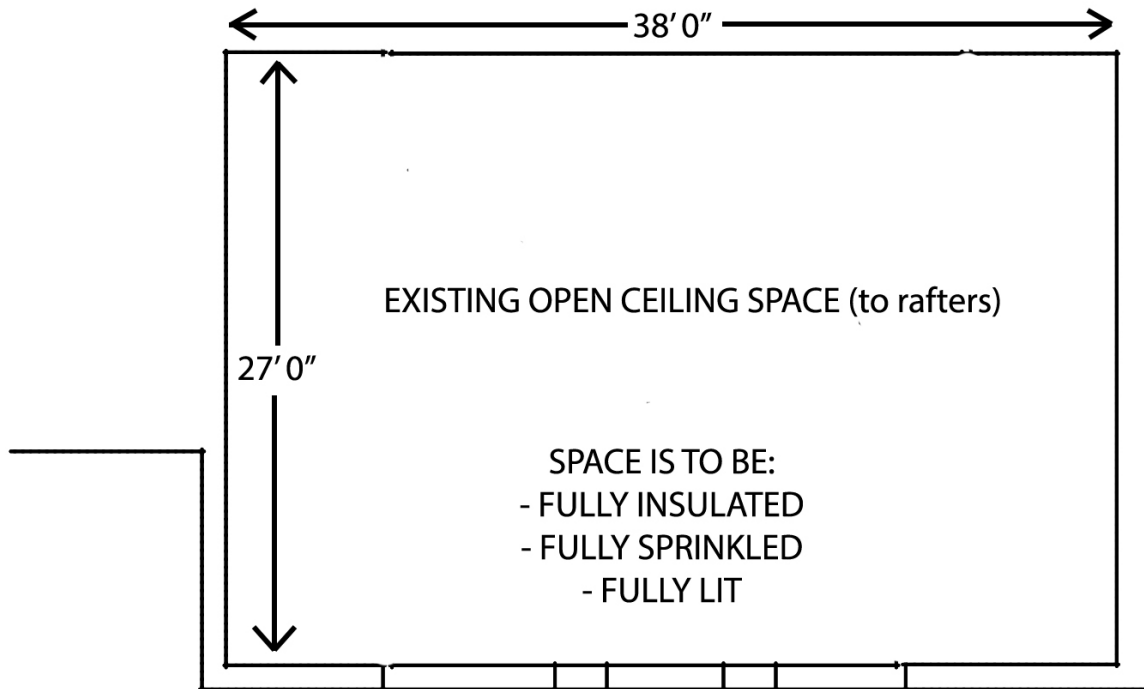 38' 0"
EXISTING OPEN CEILING SPACE (to rafters)
27' 0"
SPACE IS TO BE:
- FULLY INSULATED
- FULLY SPRINKLED
- FULLY LIT